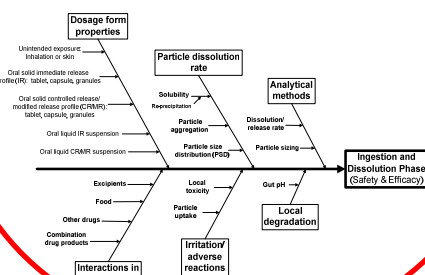 Dosage form
properties
Unintended exposure:
Inhalation or skin
Oral solid immediate release
profile(IR): tablet, capsule, granules
Oral solid controlled release/
modified release profile(CR/MR):
tablet, capsule, granules
Oral liquid IR suspension
Oral liquid CR/MR suspension
Particle dissolution
rate
Solubility
Re-precipitation
Particle
aggregation
Particle size
distribution(PSD)
Analytical
methods
Dissolution/
release rate
Particle sizing
Ingestion and
Dissolution Phase
(Safety & Efficacy)
Excipients
Food
Other drugs
Combination
drug products
Interactions in
Local
toxicity
Particle
uptake
Irritation/
adverse
reactions
Gut pH
Local
degradation